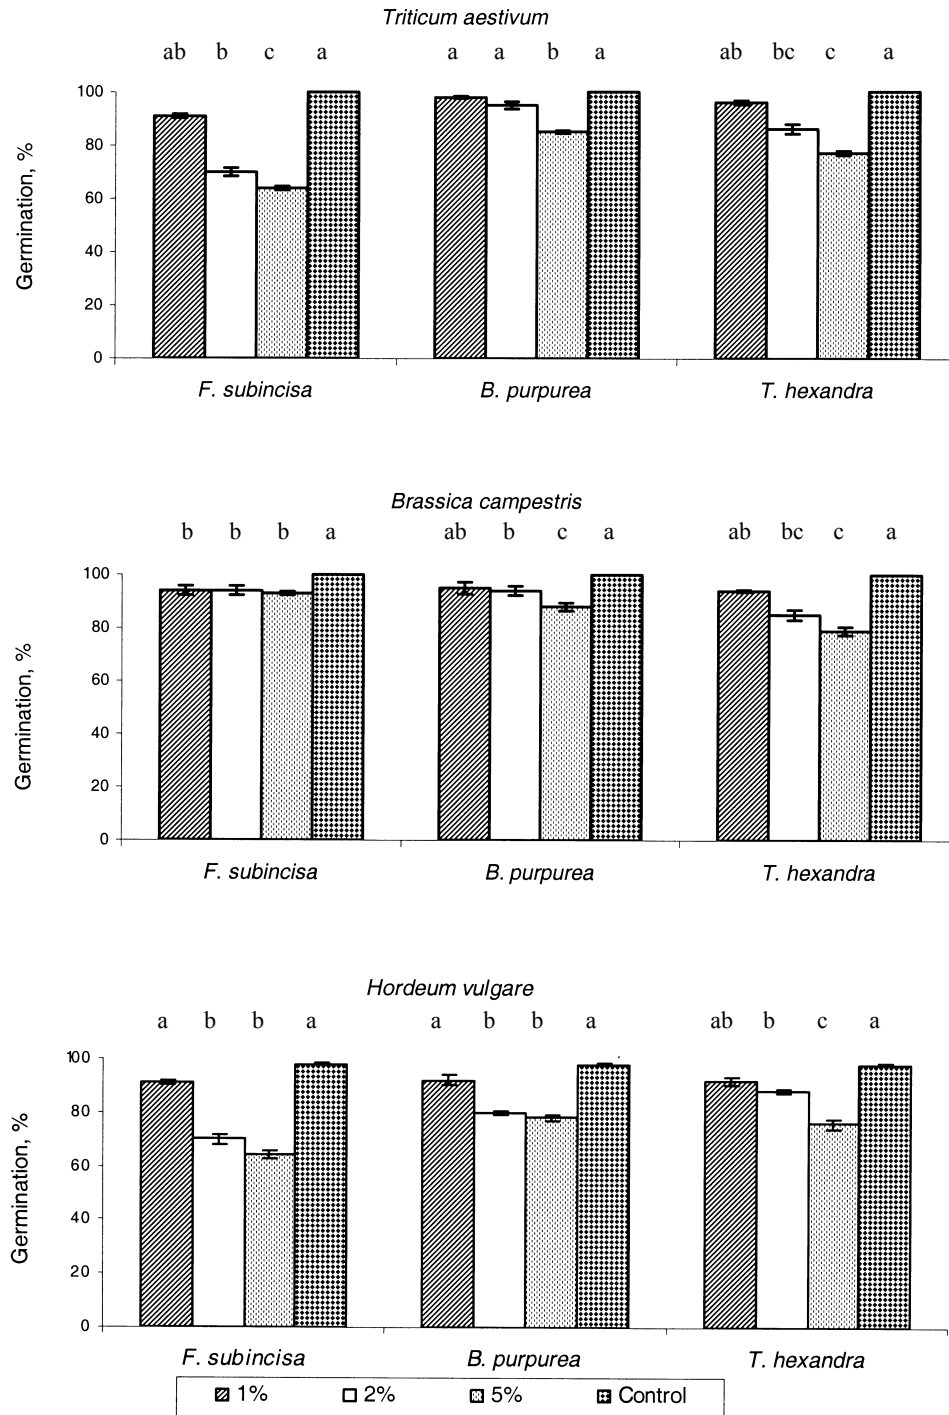 Triticum aestivum
ab b c a a a b a ab bc c a
Germination, %
100
80
60
40
20
0
F. subincisa B. purpurea T. hexandra
Brassica campestris
b b b a ab b c a ab bc c a
Germination, %
100
80
60
40
20
0
F. subincisa B. purpurea T. hexandra
Hordeum vulgare
a b b a a b b a ab b c a
Germination, %
100
80
60
40
20
0
F. subincisa B. purpurea T. hexandra
1% 2% 5% Control